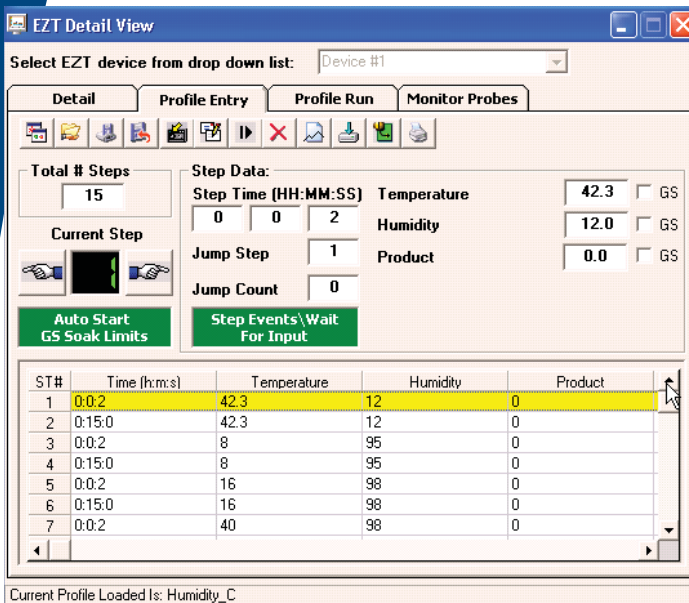 EZT Detail View
Select EZT device from drop down list: Device #1
Detail Profile Entry Profile Run Monitor Probes
Total # Steps
15
Current Step
1
Auto Start
GS Soak Limits
Step Data:
Step Time (HH:MM:SS)
0 0 2
Jump Step 1
Jump Count 0
Step Events\Wait
For Input
Temperature 42.3 GS
Humidity 12.0 GS
Product 0.0 GS
ST# Time (h:m:s) Temperature Humidity Product
1 0:0:2 42.3 12 0
2 0:15:0 42.3 12 0
3 0:0:2 8 95 0
4 0:15:0 8 95 0
5 0:0:2 16 98 0
6 0:15:0 16 98 0
7 0:0:2 40 98 0
Current Profile Loaded Is: Humidity_C